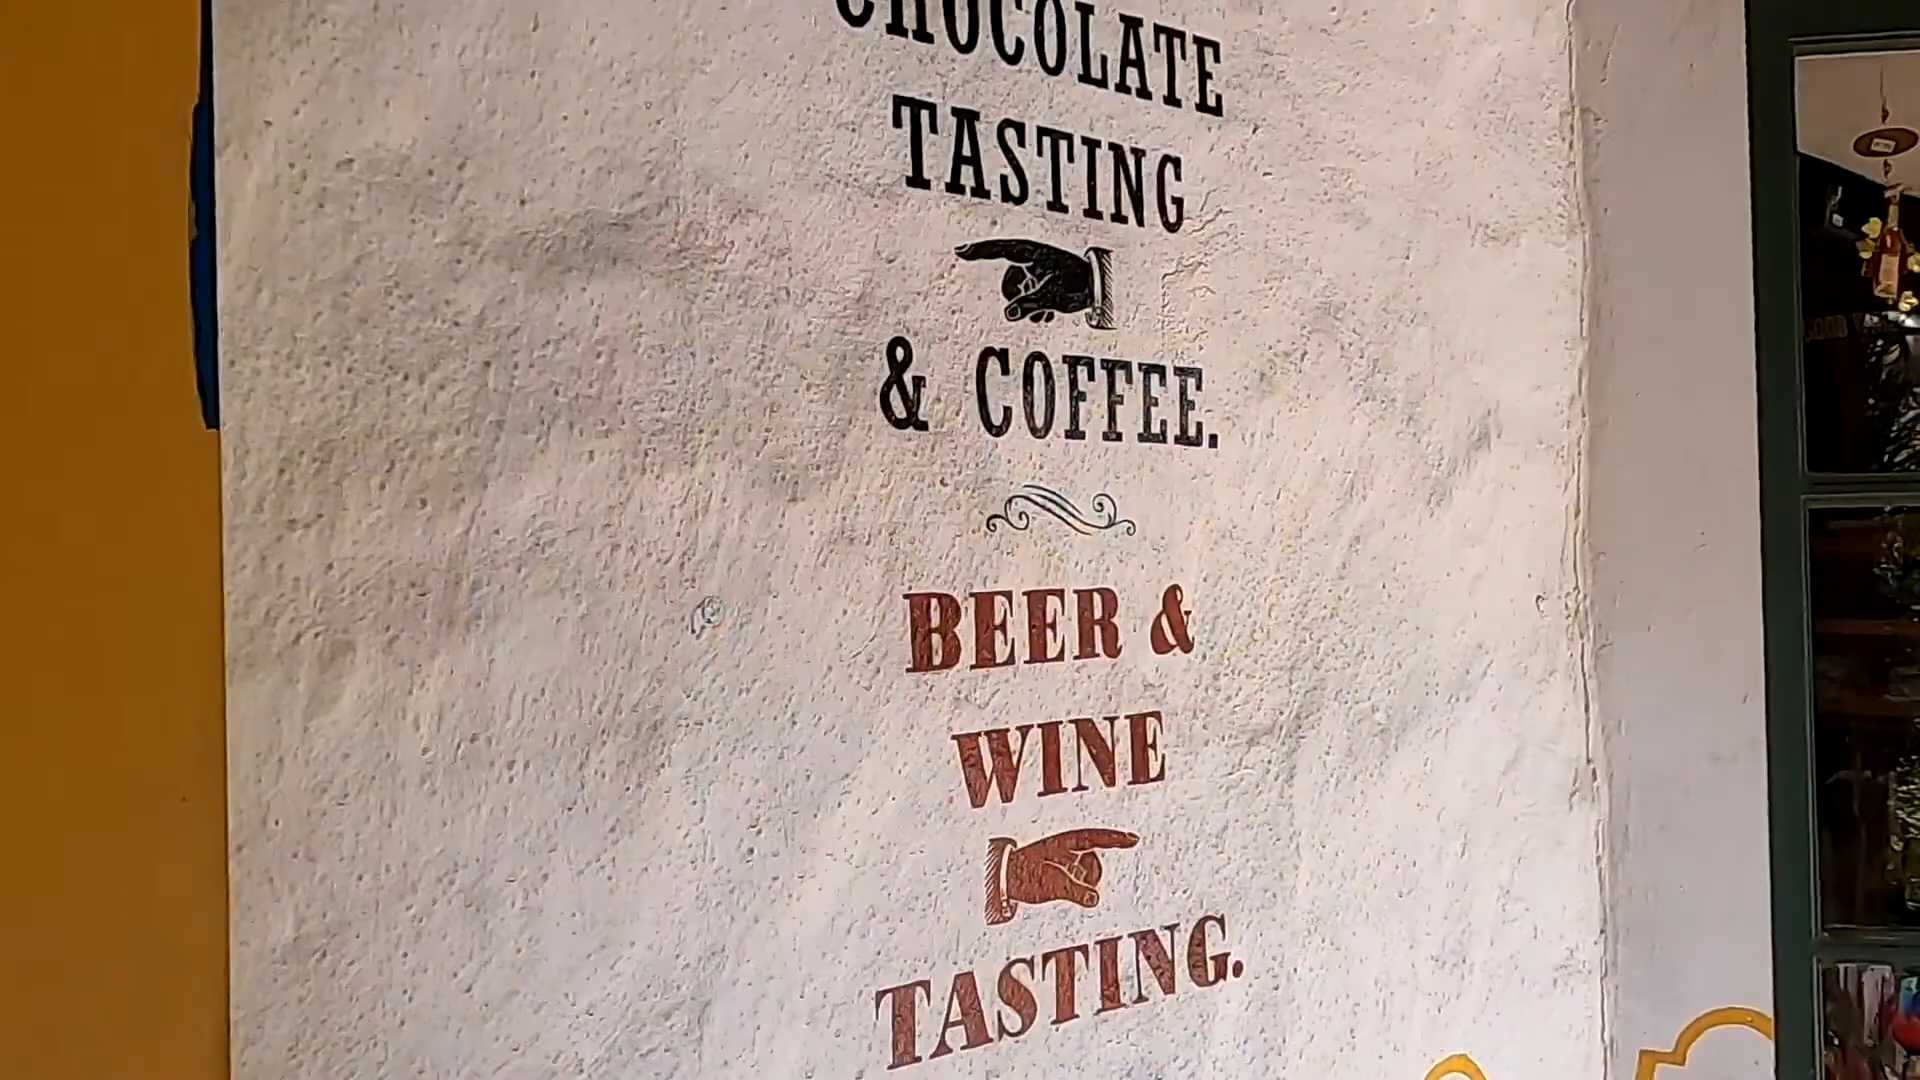 CHOCOLATE
TASTING
& COFFEE.
BEER &
WINE
TASTING.